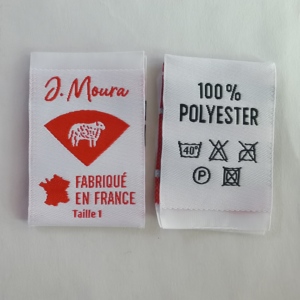 J. Moura
FABRIQUÉ
EN FRANCE
Taille 1
100 %
POLYESTER
40°
P